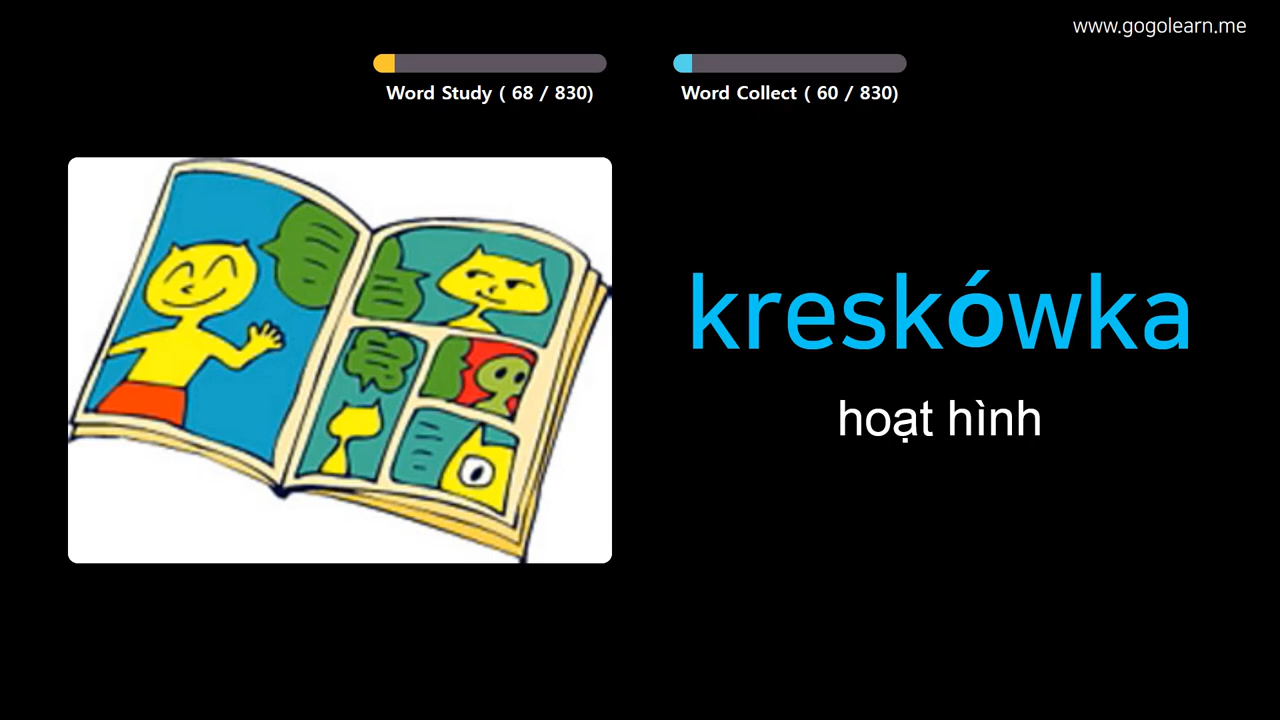 www.gogolearn.me
Word Study ( 68 / 830)
Word Collect ( 60 / 830)
kreskówka
hoạt hình